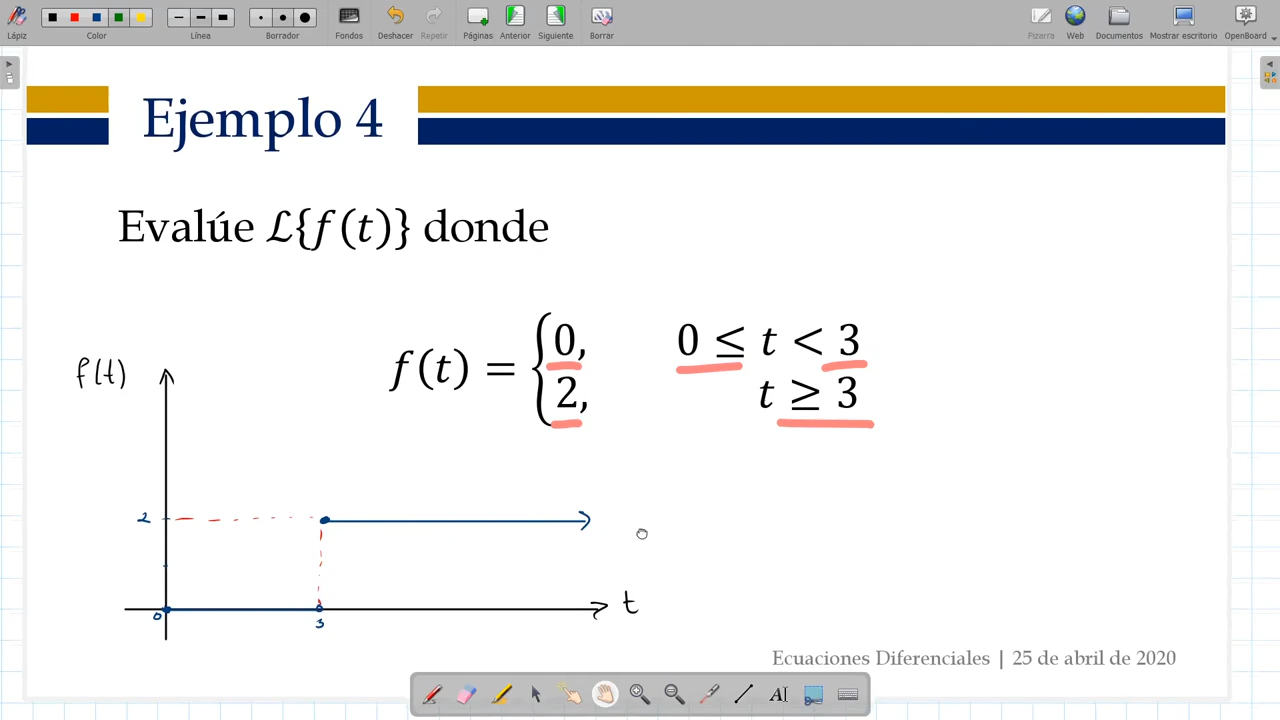 Lápiz Color Línea Borrador Fondos Deshacer Repetir Páginas Anterior Siguiente Borrar Pizarra Web Documentos Mostrar escritorio OpenBoard
Ejemplo 4
Evalúe ℒ{f(t)} donde
f(t) = {0, 0 ≤ t < 3
2, t ≥ 3
f(t)
2
t
0
3
Ecuaciones Diferenciales | 25 de abril de 2020
AI